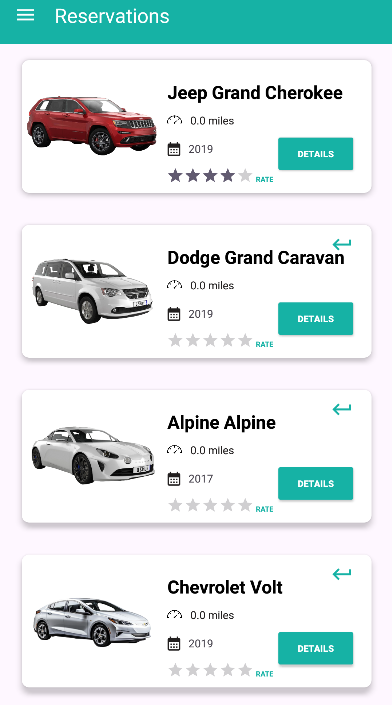 Reservations
Jeep Grand Cherokee
0.0 miles
2019
DETAILS
RATE
Dodge Grand Caravan
0.0 miles
2019
DETAILS
RATE
Alpine Alpine
0.0 miles
2017
DETAILS
RATE
Chevrolet Volt
0.0 miles
2019
DETAILS
RATE